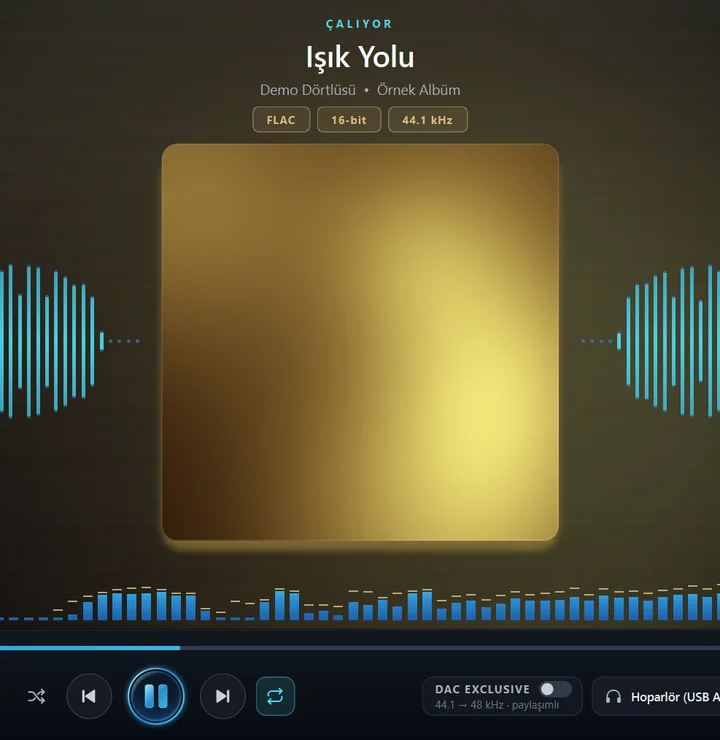 ÇALIYOR
Işık Yolu
Demo Dörtlüsü • Örnek Albüm
FLAC 16-bit 44.1 kHz
DAC EXCLUSIVE
44.1 → 48 kHz · paylaşımlı
Hoparlör (USB A